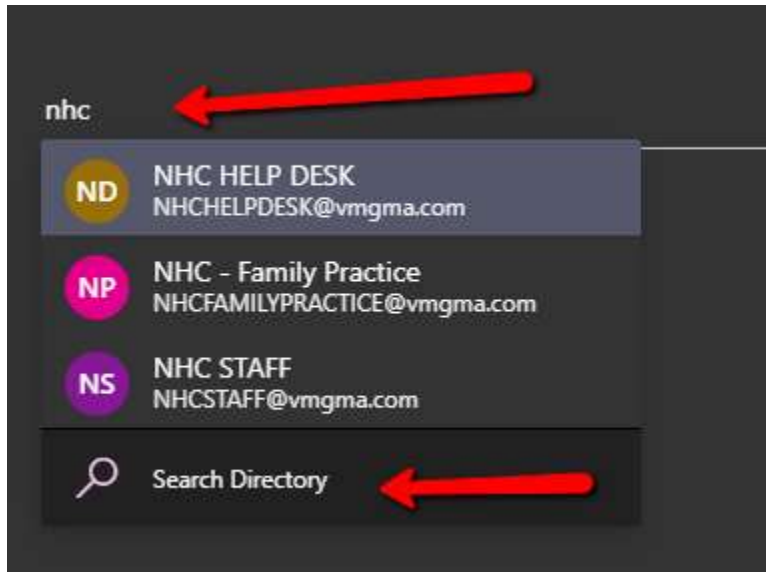 nhc
ND
NHC HELP DESK
NHCHELPDESK@vmgma.com
NP
NHC - Family Practice
NHCFAMILYPRACTICE@vmgma.com
NS
NHC STAFF
NHCSTAFF@vmgma.com
Search Directory